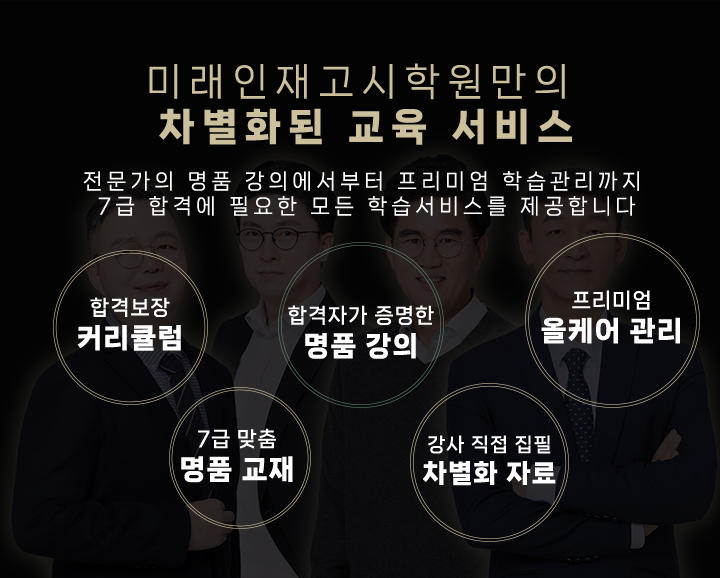 미래인재고시학원만의
차별화된 교육 서비스
전문가의 명품 강의에서부터 프리미엄 학습관리까지
7급 합격에 필요한 모든 학습서비스를 제공합니다
합격보장
커리큘럼
합격자가 증명한
명품 강의
프리미엄
올케어 관리
7급 맞춤
명품 교재
강사 직접 집필
차별화 자료